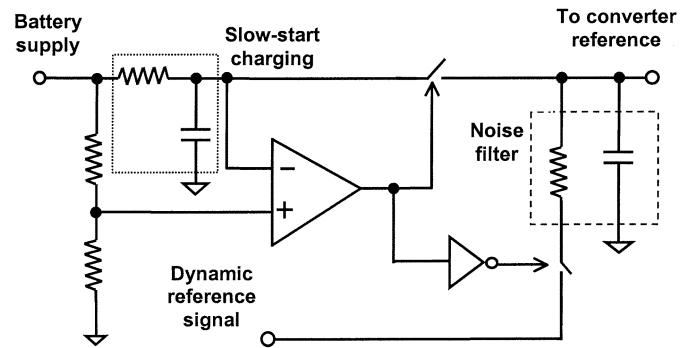 Battery
supply
Slow-start
charging
To converter
reference
Noise
filter
−
+
Dynamic
reference
signal